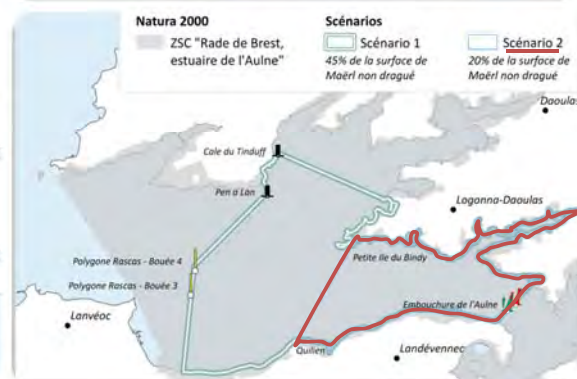 Natura 2000
ZSC "Rade de Brest,
estuaire de l'Aulne"
Scénarios
Scénario 1
45% de la surface de
Maërl non dragué
Scénario 2
20% de la surface de
Maërl non dragué
Daoulas
Cale du Tinduff
Pen a Lan
Logonna-Daoulas
Polygone Rascas - Bouée 4
Petite Ile du Bindy
Polygone Rascas - Bouée 3
Embouchure de l'Aulne
Lanvéoc
Quilien
Landévennec